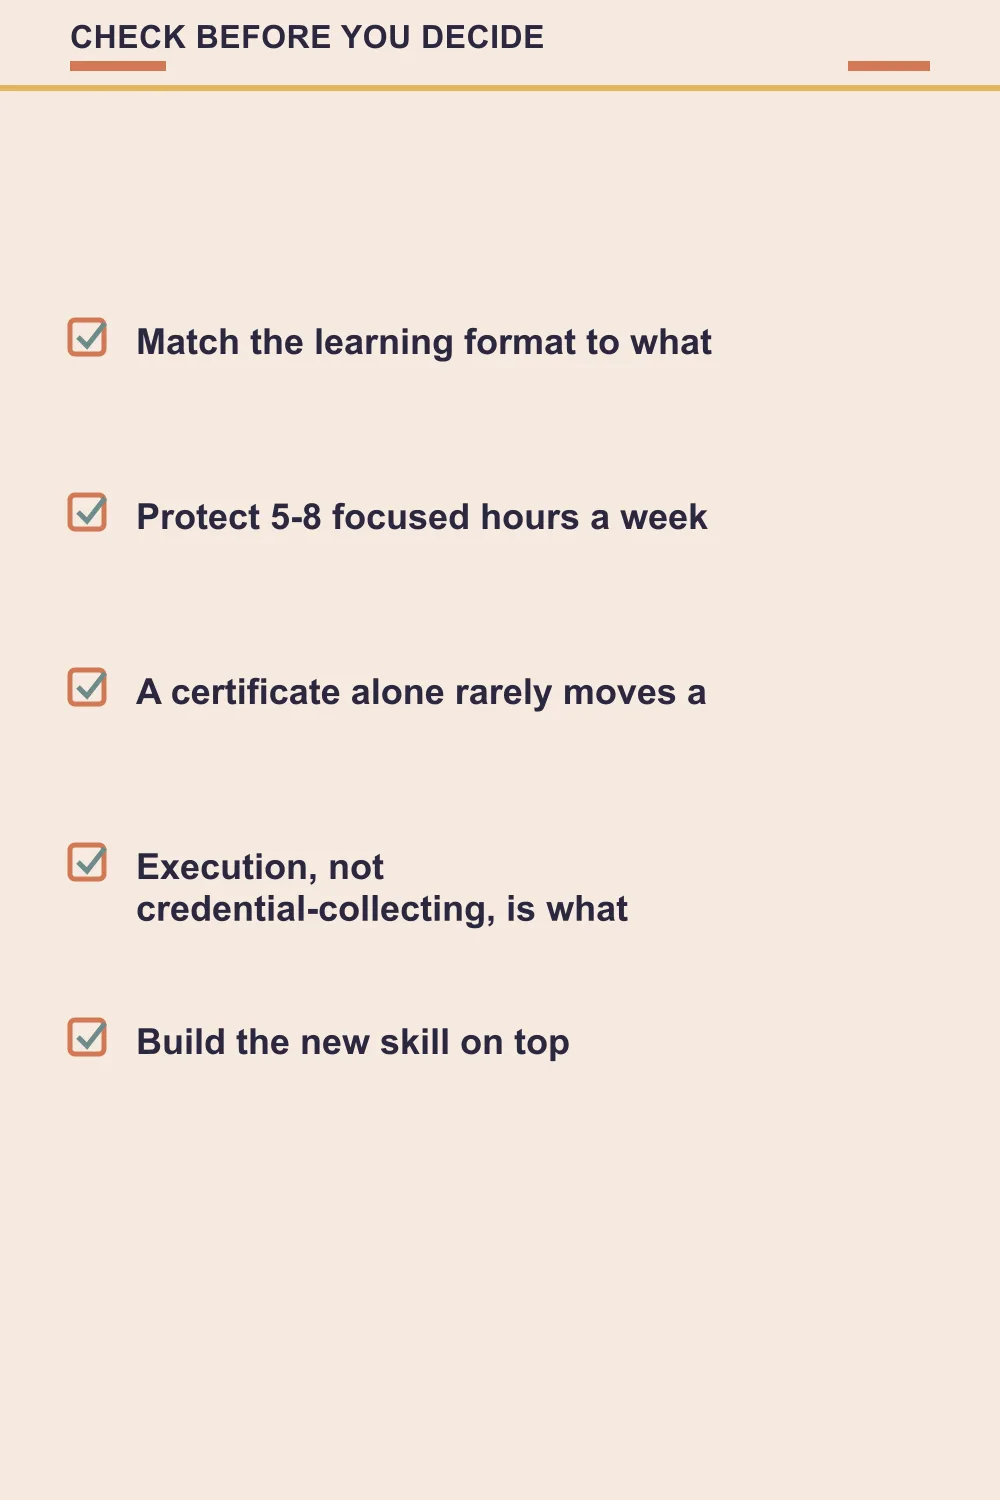 CHECK BEFORE YOU DECIDE
Match the learning format to what
Protect 5-8 focused hours a week
A certificate alone rarely moves a
Execution, not
credential-collecting, is what
Build the new skill on top